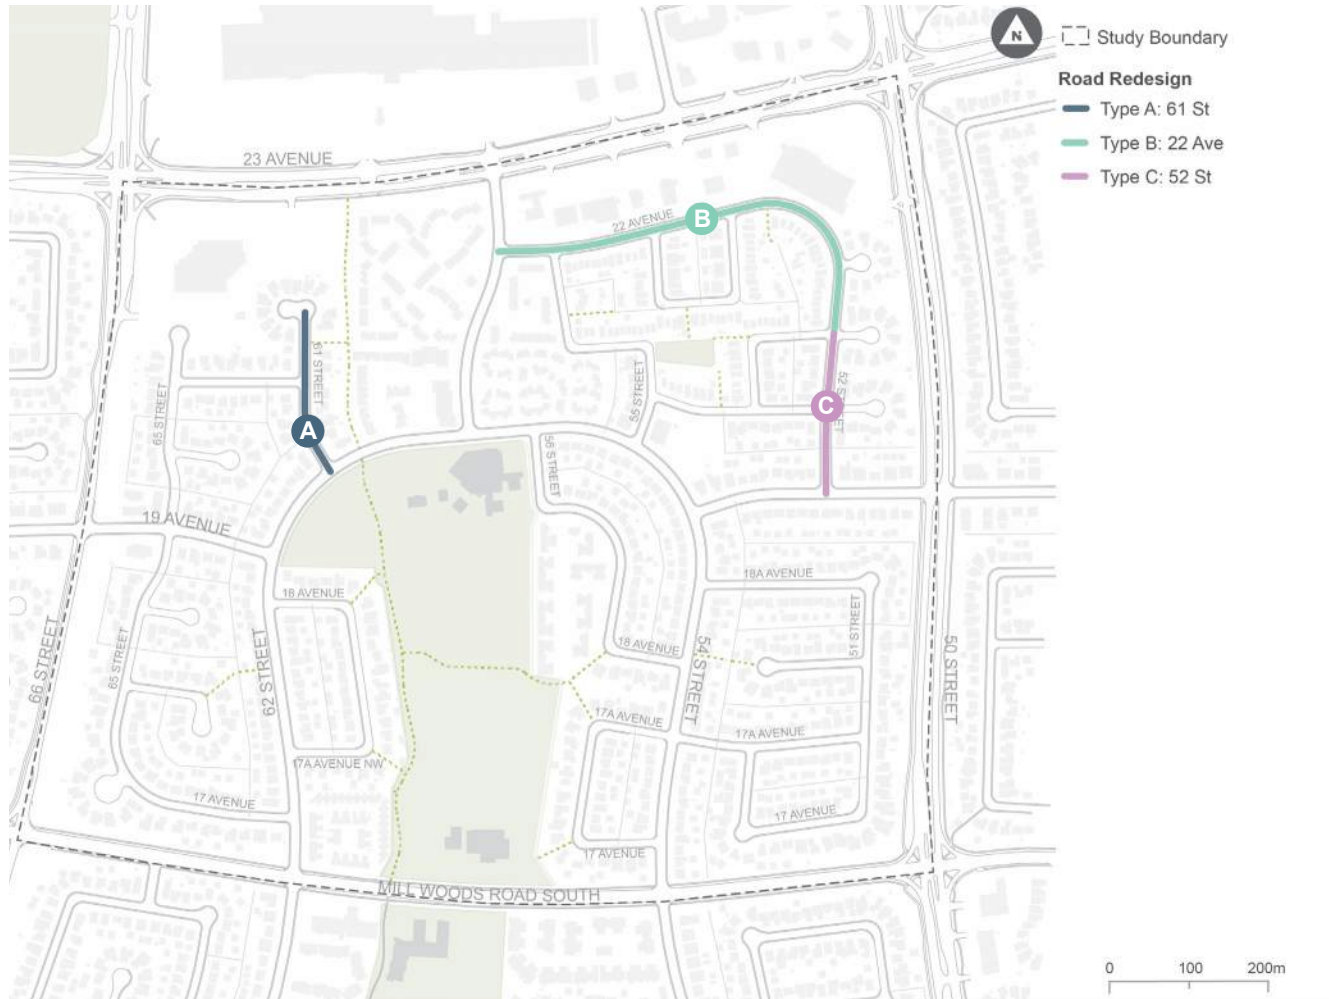 N
Study Boundary
Road Redesign
Type A: 61 St
Type B: 22 Ave
Type C: 52 St
23 AVENUE
22 AVENUE
B
61 STREET
65 STREET
55 STREET
52 STREET
C
A
56 STREET
19 AVENUE
18A AVENUE
18 AVENUE
51 STREET
66 STREET
65 STREET
62 STREET
18 AVENUE
54 STREET
50 STREET
17A AVENUE
17A AVENUE
17A AVENUE NW
17 AVENUE
17 AVENUE
17 AVENUE
MILL WOODS ROAD SOUTH
0 100 200m